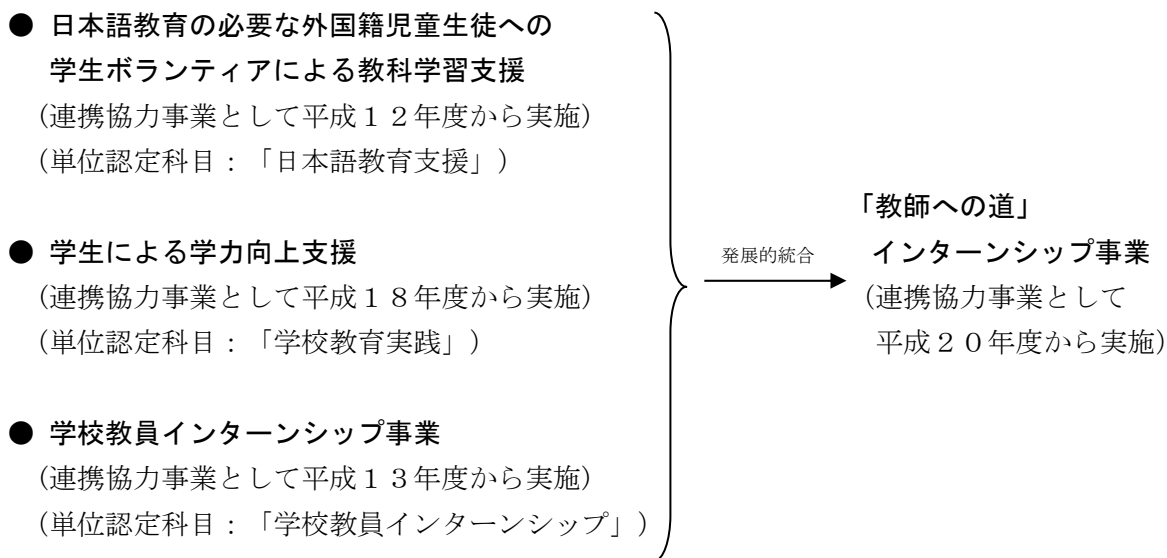 ● 日本語教育の必要な外国籍児童生徒への
学生ボランティアによる教科学習支援
(連携協力事業として平成１２年度から実施)
(単位認定科目：「日本語教育支援」)
● 学生による学力向上支援
(連携協力事業として平成１８年度から実施)
(単位認定科目：「学校教育実践」)
● 学校教員インターンシップ事業
(連携協力事業として平成１３年度から実施)
(単位認定科目：「学校教員インターンシップ」)
発展的統合
「教師への道」
インターンシップ事業
(連携協力事業として
平成２０年度から実施)